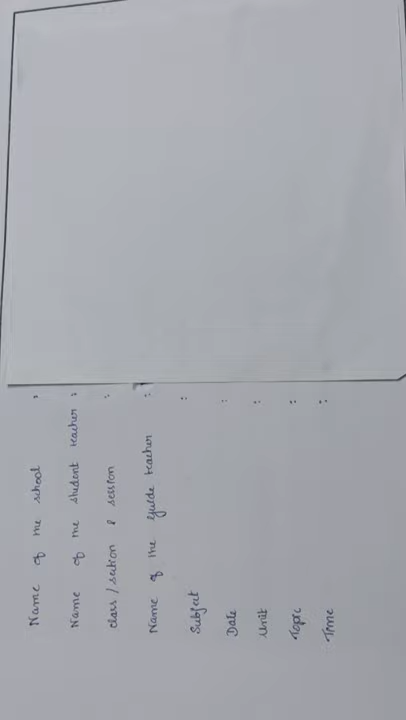 Name of the school :
Name of the student teacher :
class / section & session :
Name of the guide teacher :
Subject :
Date :
Unit :
Topic :
Time :